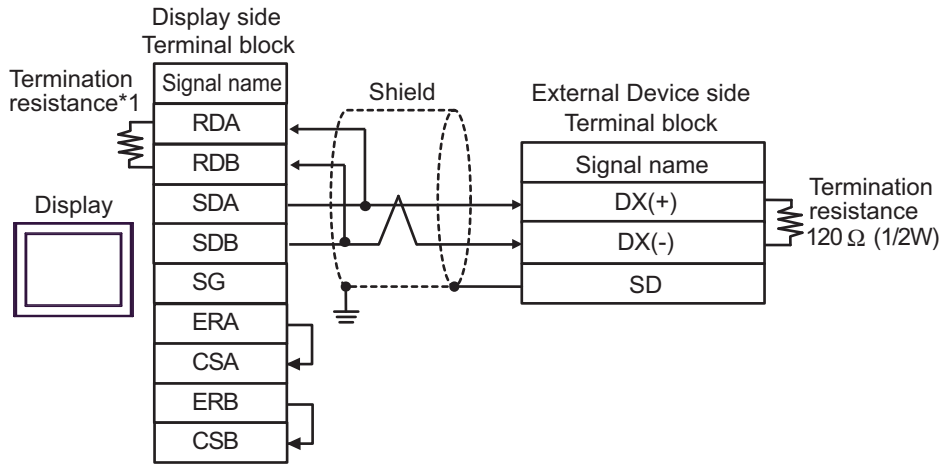 Display side
Terminal block
Termination
resistance*1
Signal name
RDA
RDB
SDA
SDB
SG
ERA
CSA
ERB
CSB
Display
Shield
External Device side
Terminal block
Signal name
DX(+)
DX(-)
SD
Termination
resistance
120 Ω (1/2W)